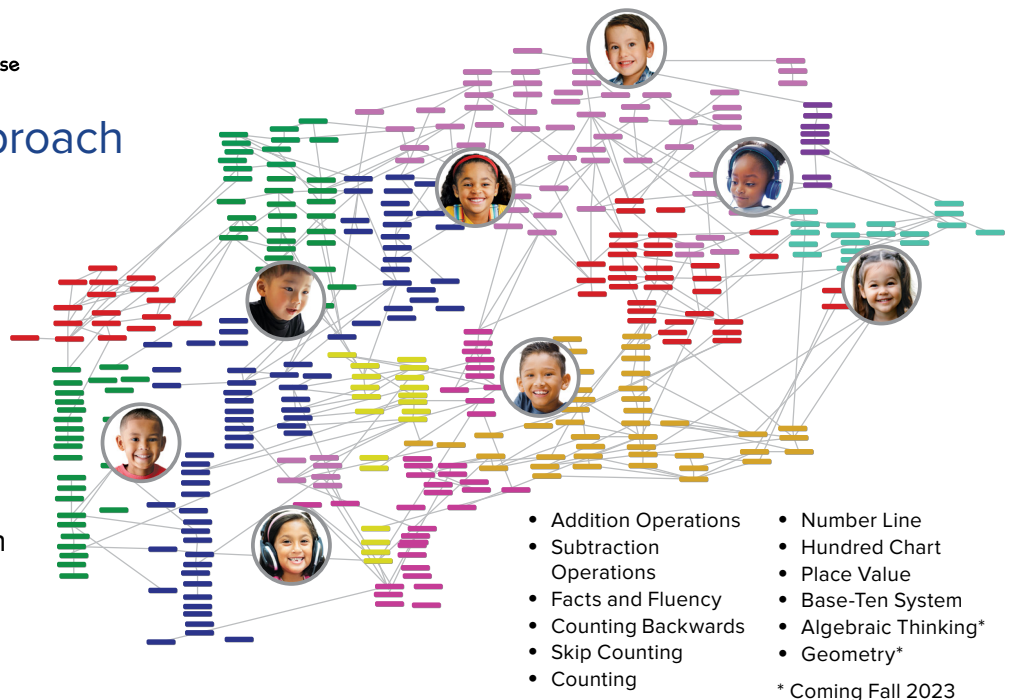 se
proach
n
• Addition Operations
• Subtraction
Operations
• Facts and Fluency
• Counting Backwards
• Skip Counting
• Counting
• Number Line
• Hundred Chart
• Place Value
• Base-Ten System
• Algebraic Thinking*
• Geometry*
* Coming Fall 2023